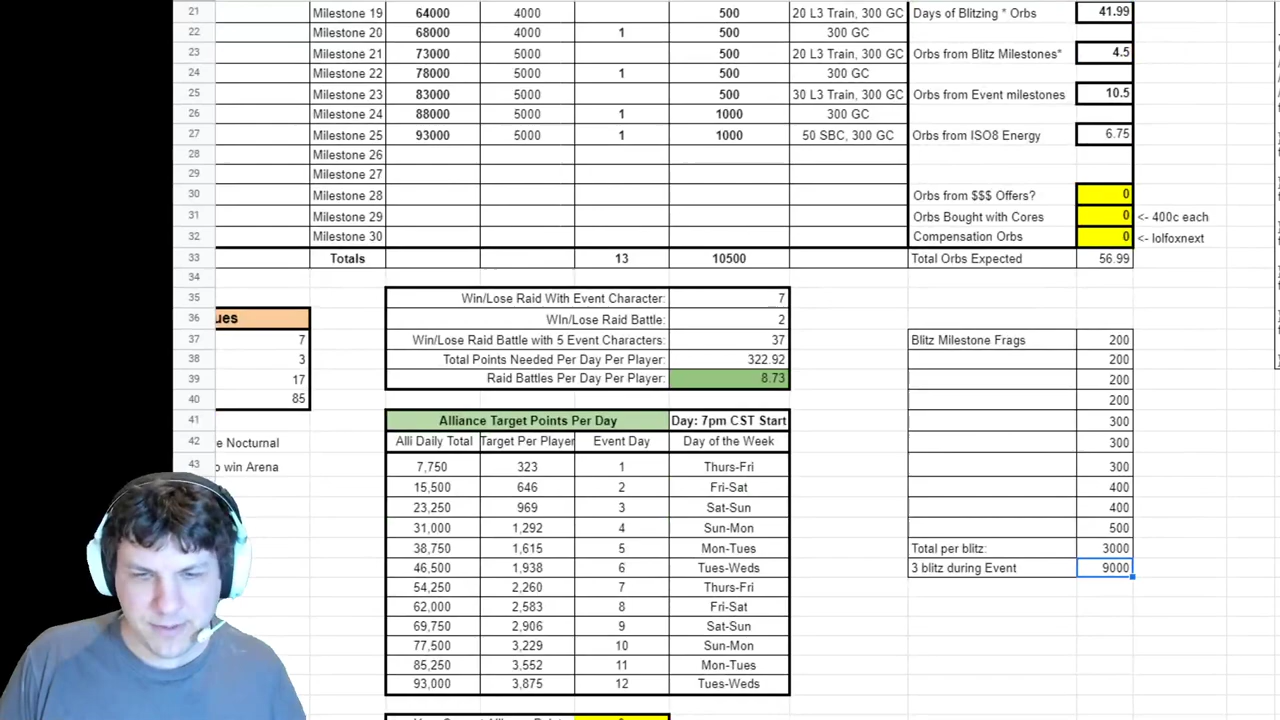 21 Milestone 19 64000 4000 500 20 L3 Train, 300 GC Days of Blitzing * Orbs 41.99
22 Milestone 20 68000 4000 1 500 300 GC
23 Milestone 21 73000 5000 500 20 L3 Train, 300 GC Orbs from Blitz Milestones* 4.5
24 Milestone 22 78000 5000 1 500 300 GC
25 Milestone 23 83000 5000 500 30 L3 Train, 300 GC Orbs from Event milestones 10.5
26 Milestone 24 88000 5000 1 1000 300 GC
27 Milestone 25 93000 5000 1 1000 50 SBC, 300 GC Orbs from ISO8 Energy 6.75
28 Milestone 26
29 Milestone 27
30 Milestone 28 Orbs from $$$ Offers? 0
31 Milestone 29 Orbs Bought with Cores 0 <- 400c each
32 Milestone 30 Compensation Orbs 0 <- lolfoxnext
33 Totals 13 10500 Total Orbs Expected 56.99
34
35 Win/Lose Raid With Event Character: 7
36 ues WIn/Lose Raid Battle: 2
37 7 Win/Lose Raid Battle with 5 Event Characters: 37 Blitz Milestone Frags 200
38 3 Total Points Needed Per Day Per Player: 322.92 200
39 17 Raid Battles Per Day Per Player: 8.73 200
40 85 200
41 Alliance Target Points Per Day Day: 7pm CST Start 300
42 e Nocturnal Alli Daily Total Target Per Player Event Day Day of the Week 300
43 o win Arena 7,750 323 1 Thurs-Fri 300
15,500 646 2 Fri-Sat 400
23,250 969 3 Sat-Sun 400
31,000 1,292 4 Sun-Mon 500
38,750 1,615 5 Mon-Tues Total per blitz: 3000
46,500 1,938 6 Tues-Weds 3 blitz during Event 9000
54,250 2,260 7 Thurs-Fri
62,000 2,583 8 Fri-Sat
69,750 2,906 9 Sat-Sun
77,500 3,229 10 Sun-Mon
85,250 3,552 11 Mon-Tues
93,000 3,875 12 Tues-Weds